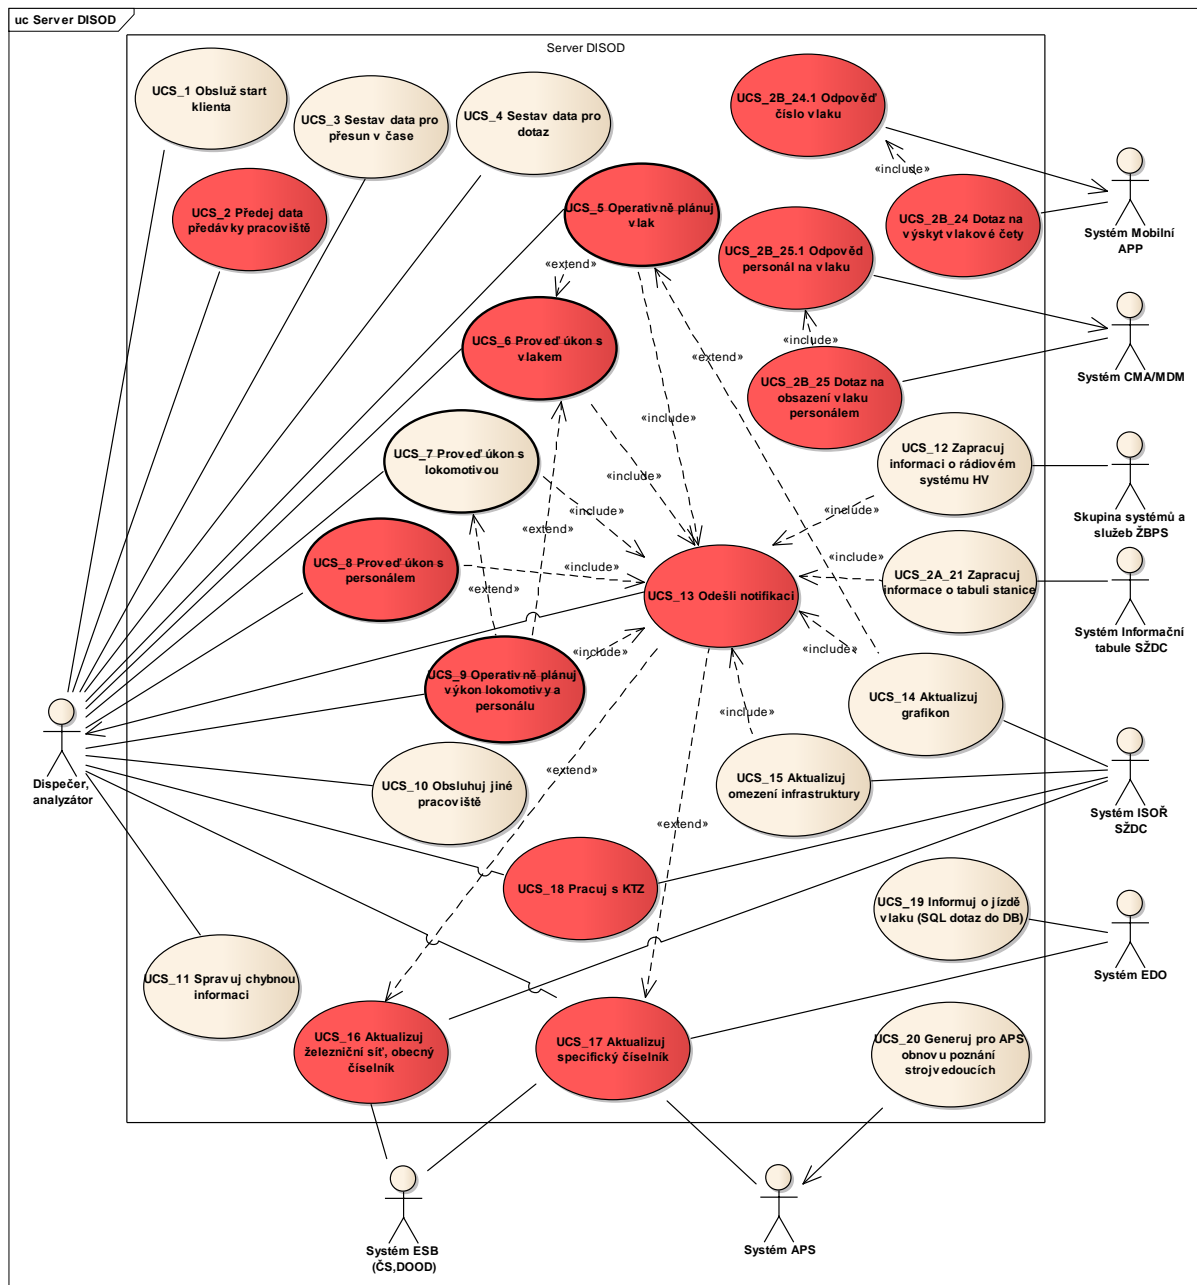 uc Server DISOD
Server DISOD
UCS_1 Obsluž start
klienta
UCS_3 Sestav data pro
přesun v čase
UCS_4 Sestav data pro
dotaz
UCS_2B_24.1 Odpověď
číslo vlaku
«include»
UCS_2 Předej data
předávky pracoviště
UCS_5 Operativně plánuj
vlak
UCS_2B_24 Dotaz na
výskyt vlakové čety
Systém Mobilní
APP
UCS_2B_25.1 Odpověd
personál na vlaku
«extend»
UCS_6 Proveď úkon s
vlakem
«include»
«extend»
UCS_2B_25 Dotaz na
obsazení vlaku
personálem
Systém CMA/MDM
«include»
UCS_7 Proveď úkon s
lokomotivou
UCS_12 Zapracuj
informaci o rádiovém
systému HV
«include»
«include»
«include»
Skupina systémů a
služeb ŽBPS
«extend»
UCS_8 Proveď úkon s
personálem
«include»
«include»
UCS_2A_21 Zapracuj
informace o tabuli stanice
UCS_13 Odešli notifikaci
«extend»
Systém Informační
tabule SŽDC
UCS_9 Operativně plánuj
výkon lokomotivy a
personálu
«include»
«include»
UCS_14 Aktualizuj
grafikon
«include»
Dispečer,
analyzátor
UCS_10 Obsluhuj jiné
pracoviště
«extend»
UCS_15 Aktualizuj
omezení infrastruktury
Systém ISOŘ
SŽDC
«extend»
UCS_18 Pracuj s KTZ
UCS_19 Informuj o jízdě
vlaku (SQL dotaz do DB)
UCS_11 Spravuj chybnou
informaci
Systém EDO
UCS_16 Aktualizuj
železniční síť, obecný
číselník
UCS_17 Aktualizuj
specifický číselník
UCS_20 Generuj pro APS
obnovu poznání
strojvedoucích
Systém ESB
(ČS,DOOD)
Systém APS